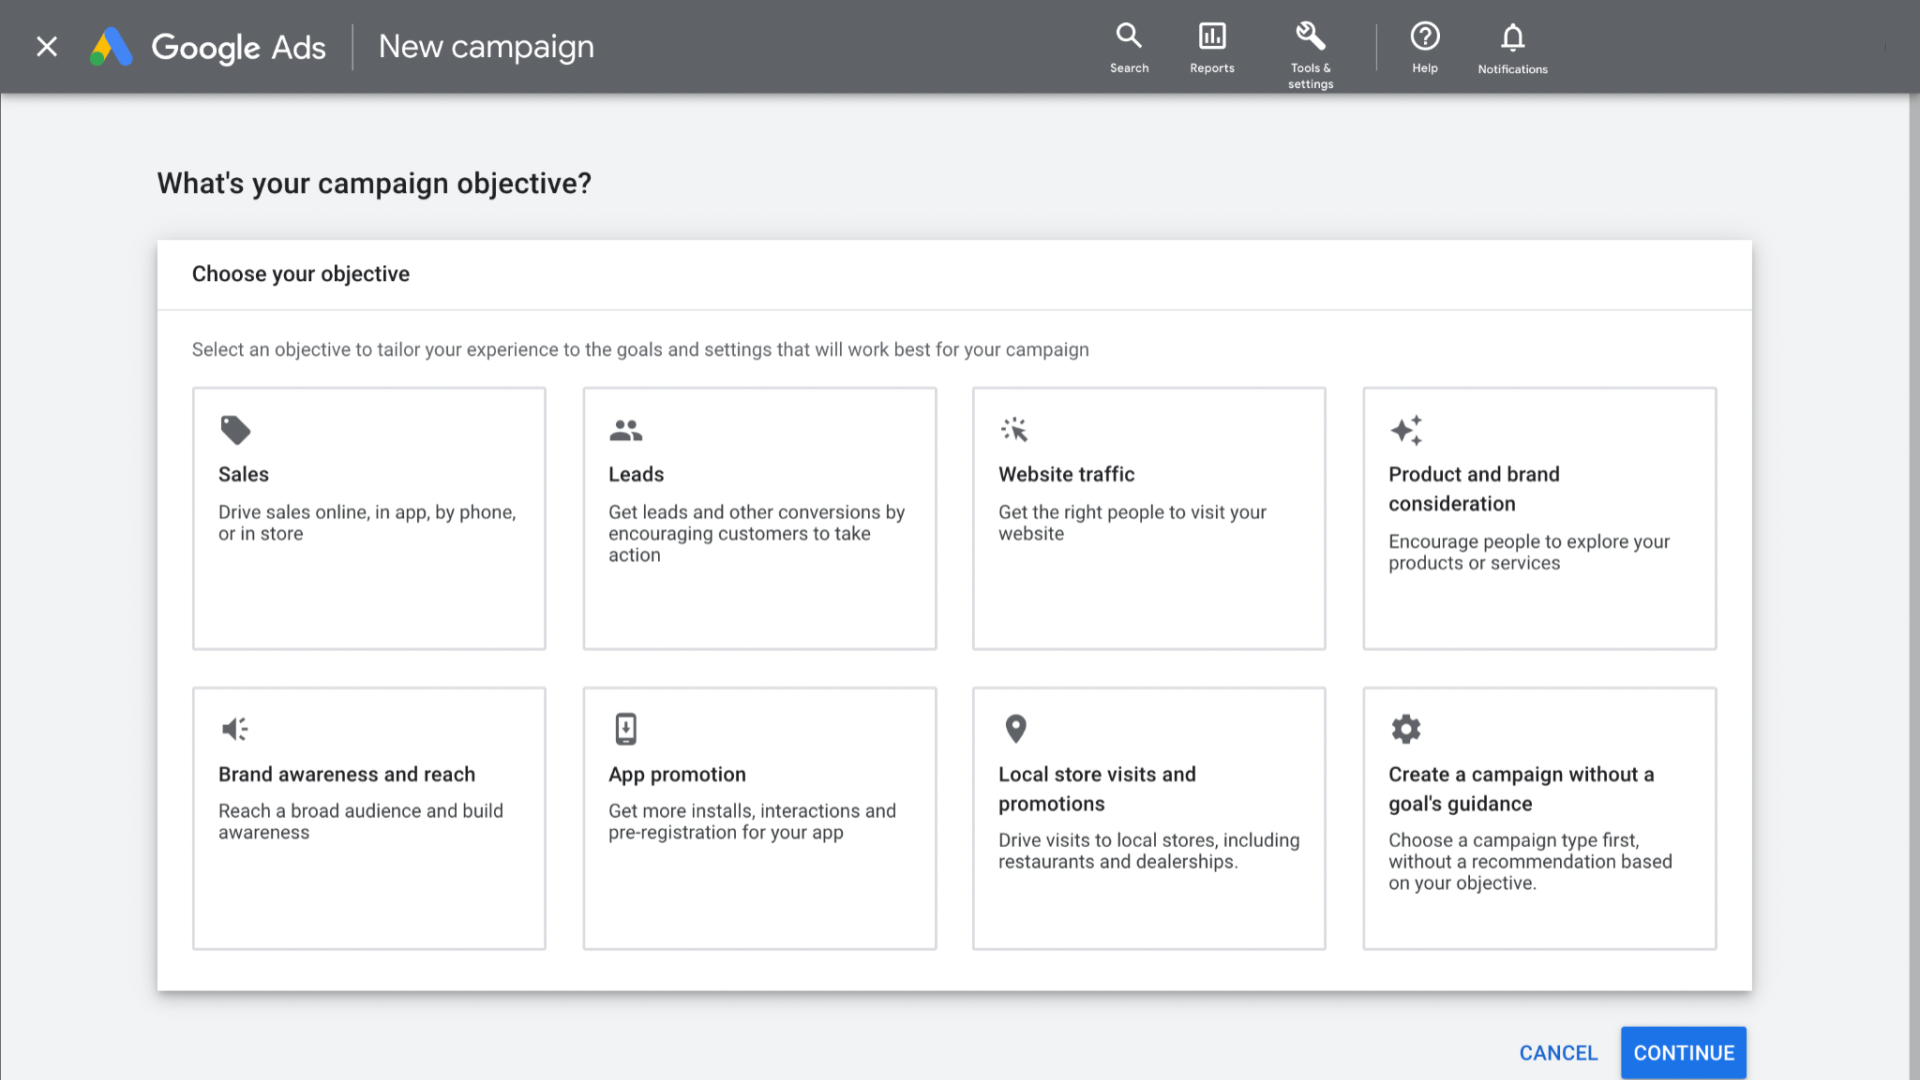 Google Ads
New campaign
Search
Reports
Tools &
settings
Help
Notifications
What's your campaign objective?
Choose your objective
Select an objective to tailor your experience to the goals and settings that will work best for your campaign
Sales
Drive sales online, in app, by phone,
or in store
Leads
Get leads and other conversions by
encouraging customers to take
action
Website traffic
Get the right people to visit your
website
Product and brand
consideration
Encourage people to explore your
products or services
Brand awareness and reach
Reach a broad audience and build
awareness
App promotion
Get more installs, interactions and
pre-registration for your app
Local store visits and
promotions
Drive visits to local stores, including
restaurants and dealerships.
Create a campaign without a
goal's guidance
Choose a campaign type first,
without a recommendation based
on your objective.
CANCEL
CONTINUE